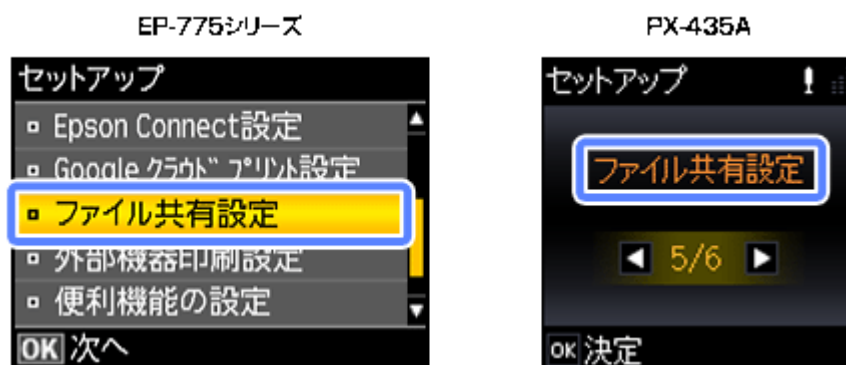 EP-775シリーズ
セットアップ
Epson Connect設定
Google クラウド プリント設定
ファイル共有設定
外部機器印刷設定
便利機能の設定
OK 次へ
PX-435A
セットアップ
ファイル共有設定
5/6
OK 決定